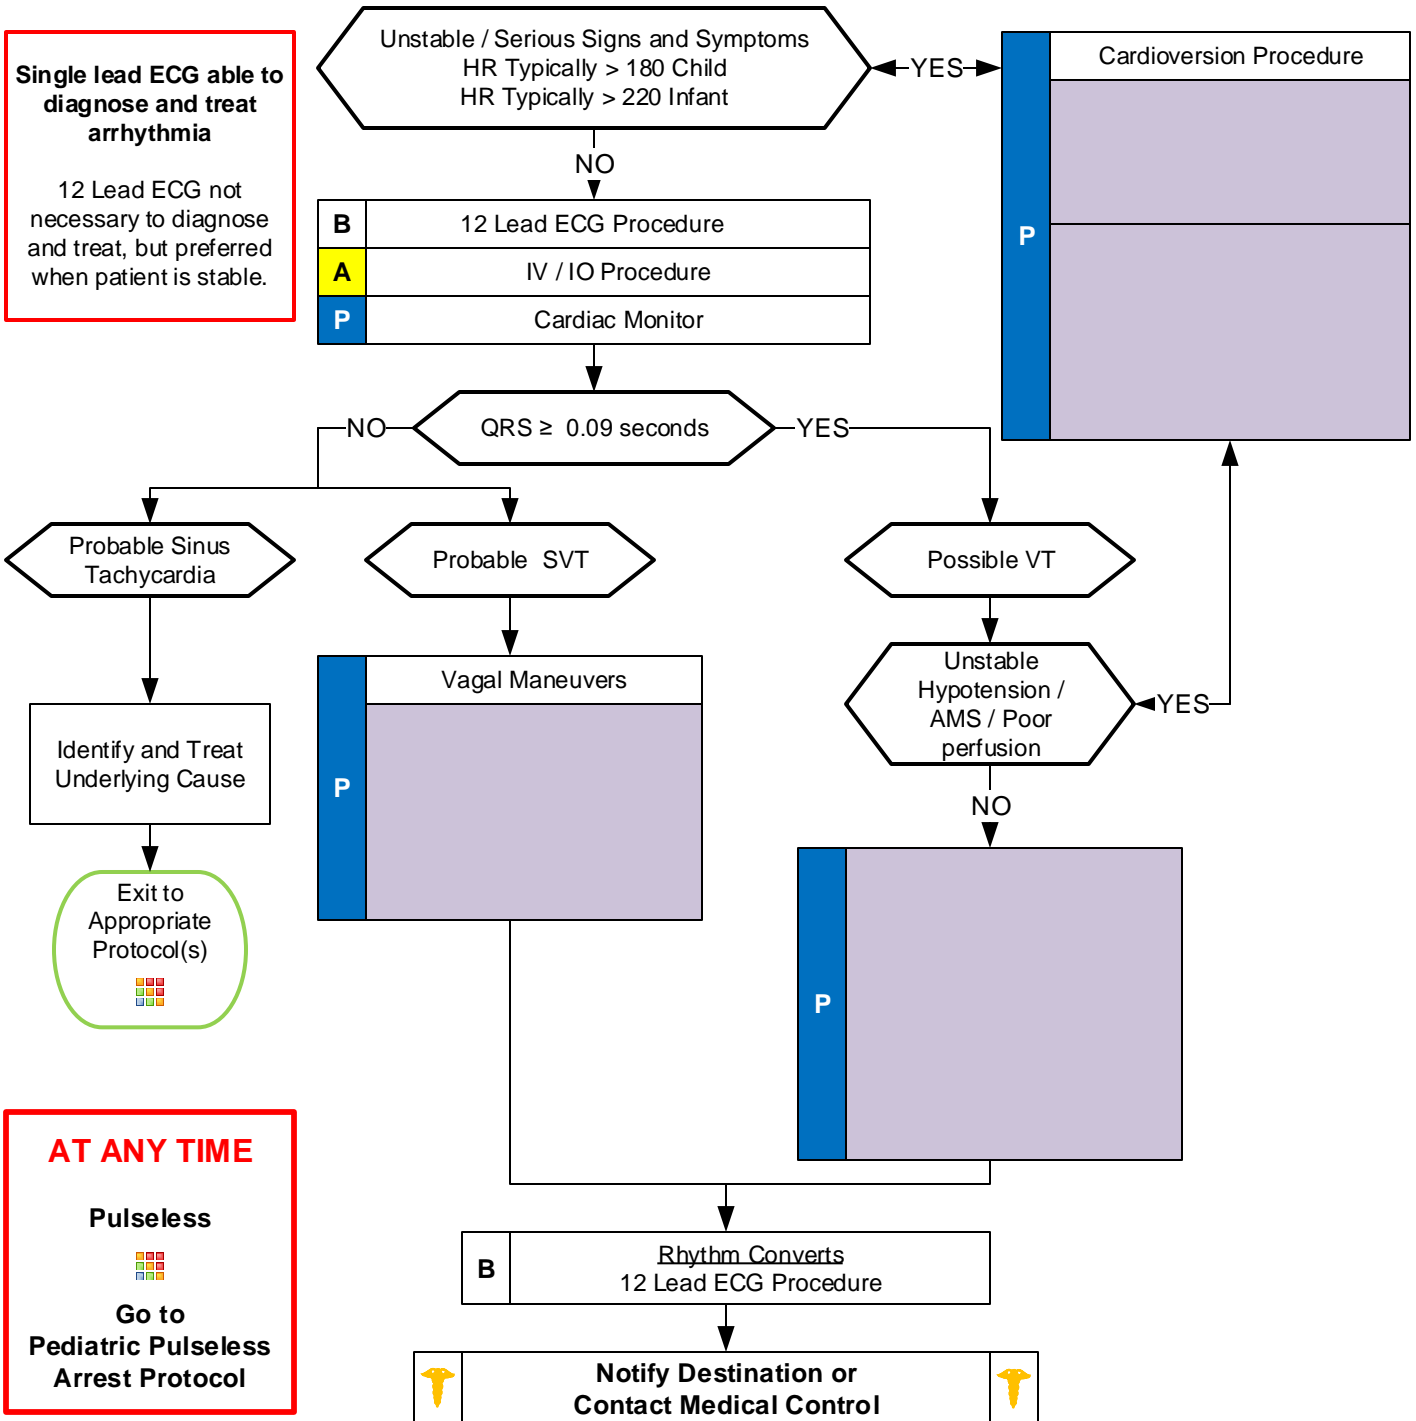 Single lead ECG able to
diagnose and treat
arrhythmia
12 Lead ECG not
necessary to diagnose
and treat, but preferred
when patient is stable.
Unstable / Serious Signs and Symptoms
HR Typically > 180 Child
HR Typically > 220 Infant
YES
Cardioversion Procedure
P
NO
B
12 Lead ECG Procedure
A
IV / IO Procedure
P
Cardiac Monitor
NO
QRS ≥ 0.09 seconds
YES
Probable Sinus
Tachycardia
Probable SVT
Possible VT
Identify and Treat
Underlying Cause
Vagal Maneuvers
P
Unstable
Hypotension /
AMS / Poor
perfusion
YES
NO
Exit to
Appropriate
Protocol(s)
P
AT ANY TIME
Pulseless
Go to
Pediatric Pulseless
Arrest Protocol
B
Rhythm Converts
12 Lead ECG Procedure
Notify Destination or
Contact Medical Control